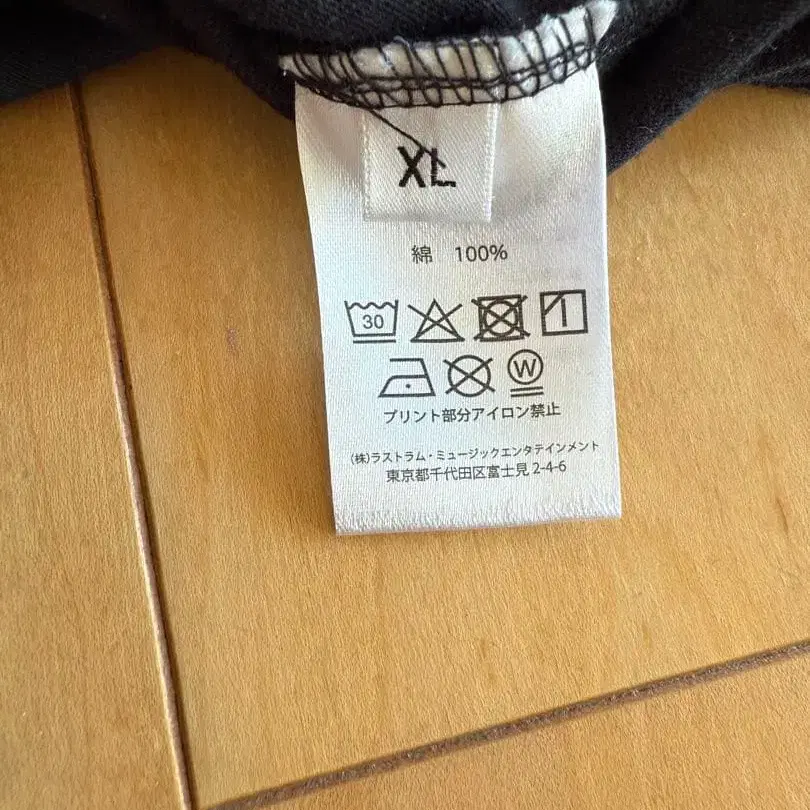 XL
綿 100%
30
W
プリント部分アイロン禁止
(株)ラストラム・ミュージックエンタテインメント
東京都千代田区富士見 2-4-6